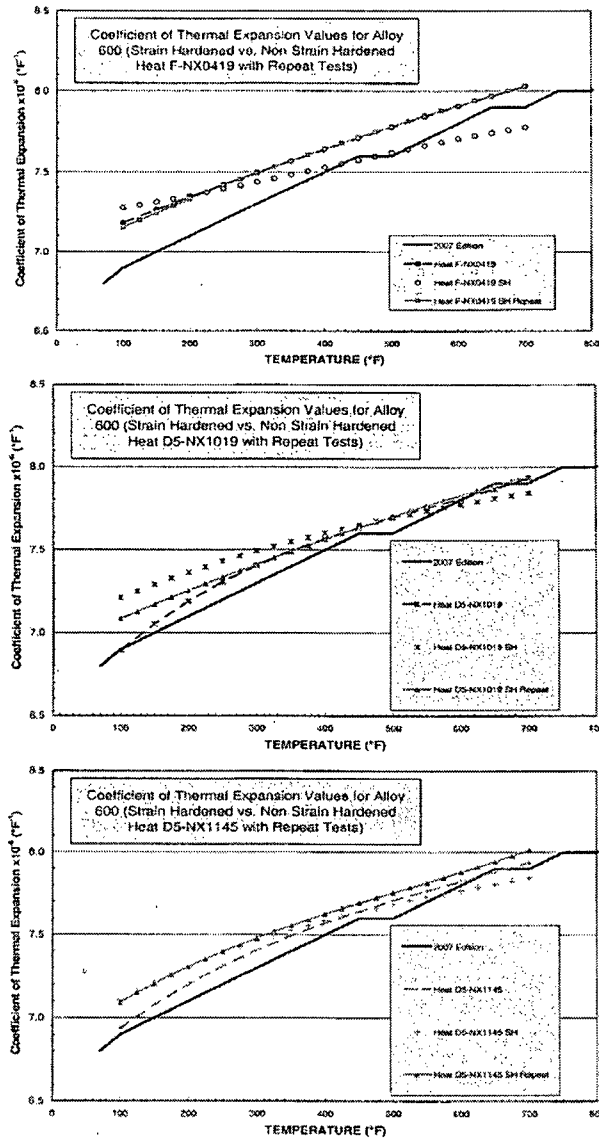 8.5
Coefficient of Thermal Expansion Values for Alloy
600 (Strain Hardened vs. Non Strain Hardened
Heat F-NX0419 with Repeat Tests)
Coefficient of Thermal Expansion x10⁻⁶ (°F⁻¹)
8.0
7.5
7.0
6.5
2007 Edition
Heat F-NX0419
Heat F-NX0419 SH
Heat F-NX0419 SH Repeat
0 100 200 300 400 500 600 700 800
TEMPERATURE (°F)
8.5
Coefficient of Thermal Expansion Values for Alloy
600 (Strain Hardened vs. Non Strain Hardened
Heat D5-NX1019 with Repeat Tests)
Coefficient of Thermal Expansion x10⁻⁶ (°F⁻¹)
8.0
7.5
7.0
6.5
2007 Edition
Heat D5-NX1019
Heat D5-NX1019 SH
Heat D5-NX1019 SH Repeat
0 100 200 300 400 500 600 700
TEMPERATURE (°F)
8.5
Coefficient of Thermal Expansion Values for Alloy
600 (Strain Hardened vs. Non Strain Hardened
Heat D5-NX1145 with Repeat Tests)
Coefficient of Thermal Expansion x10⁻⁶ (°F⁻¹)
8.0
7.5
7.0
6.5
2007 Edition
Heat D5-NX1145
Heat D5-NX1145 SH
Heat D5-NX1145 SH Repeat
0 100 200 300 400 500 600 700
TEMPERATURE (°F)